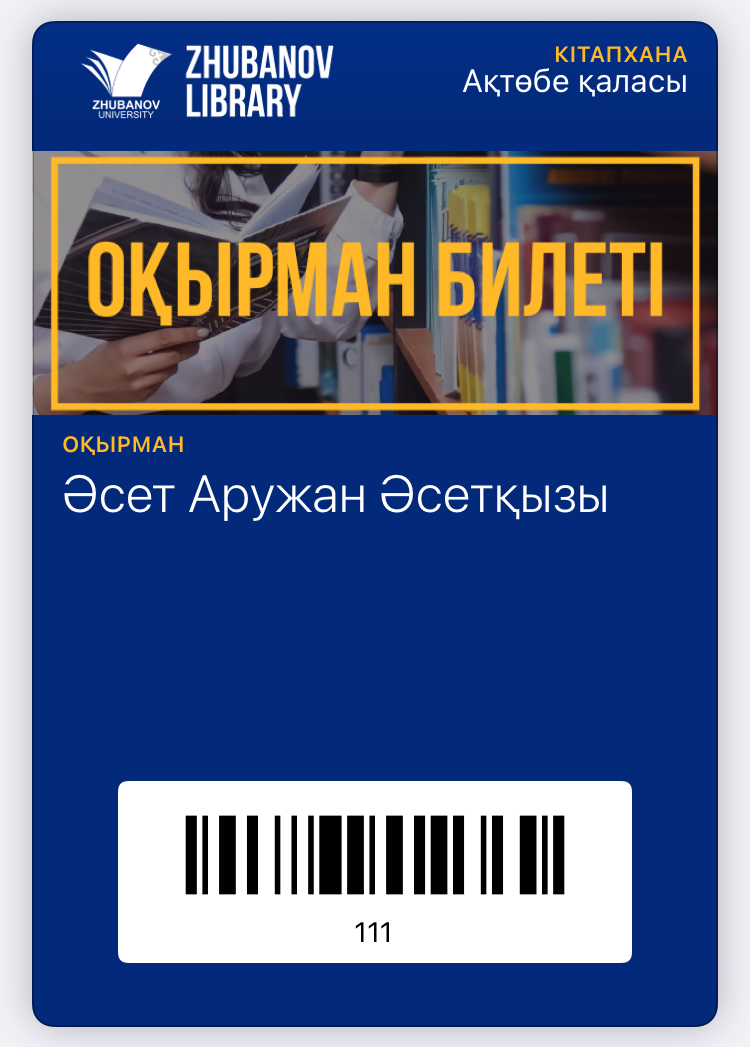 ZHUBANOV
UNIVERSITY
ZHUBANOV
LIBRARY
КІТАПХАНА
Ақтөбе қаласы
ОҚЫРМАН БИЛЕТІ
ОҚЫРМАН
Әсет Аружан Әсетқызы
111